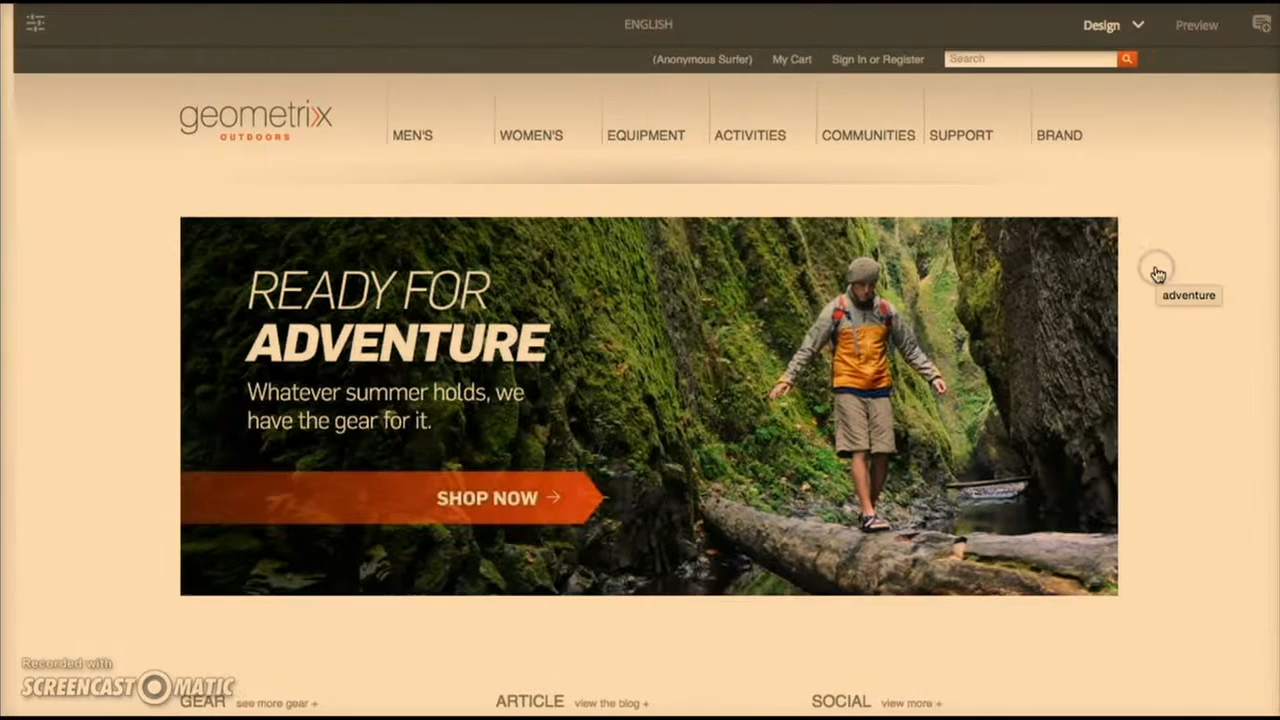 ENGLISH
Design
Preview
(Anonymous Surfer)
My Cart
Sign In or Register
Search
geometrixx
OUTDOORS
MEN'S
WOMEN'S
EQUIPMENT
ACTIVITIES
COMMUNITIES
SUPPORT
BRAND
READY FOR
ADVENTURE
Whatever summer holds, we
have the gear for it.
SHOP NOW →
adventure
Recorded with
SCREENCAST-O-MATIC
GEAR see more gear +
ARTICLE view the blog +
SOCIAL view more +